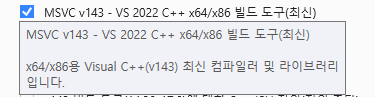 MSVC v143 - VS 2022 C++ x64/x86 빌드 도구(최신)
MSVC v143 - VS 2022 C++ x64/x86 빌드 도구(최신)
x64/x86용 Visual C++(v143) 최신 컴파일러 및 라이브러리
입니다.